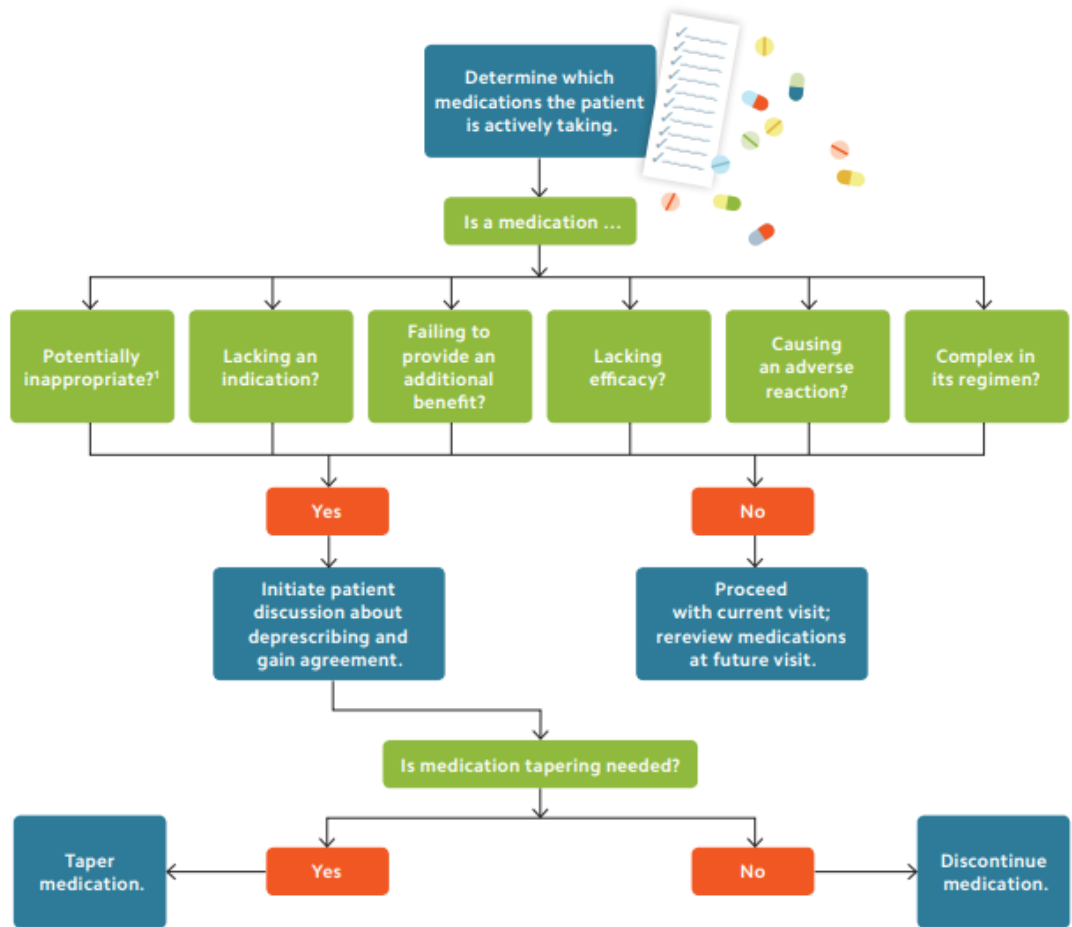 Determine which
medications the patient
is actively taking.
Is a medication ...
Potentially
inappropriate?¹
Lacking an
indication?
Failing to
provide an
additional
benefit?
Lacking
efficacy?
Causing
an adverse
reaction?
Complex in
its regimen?
Yes
No
Initiate patient
discussion about
deprescribing and
gain agreement.
Proceed
with current visit;
rereview medications
at future visit.
Is medication tapering needed?
Taper
medication.
Yes
No
Discontinue
medication.